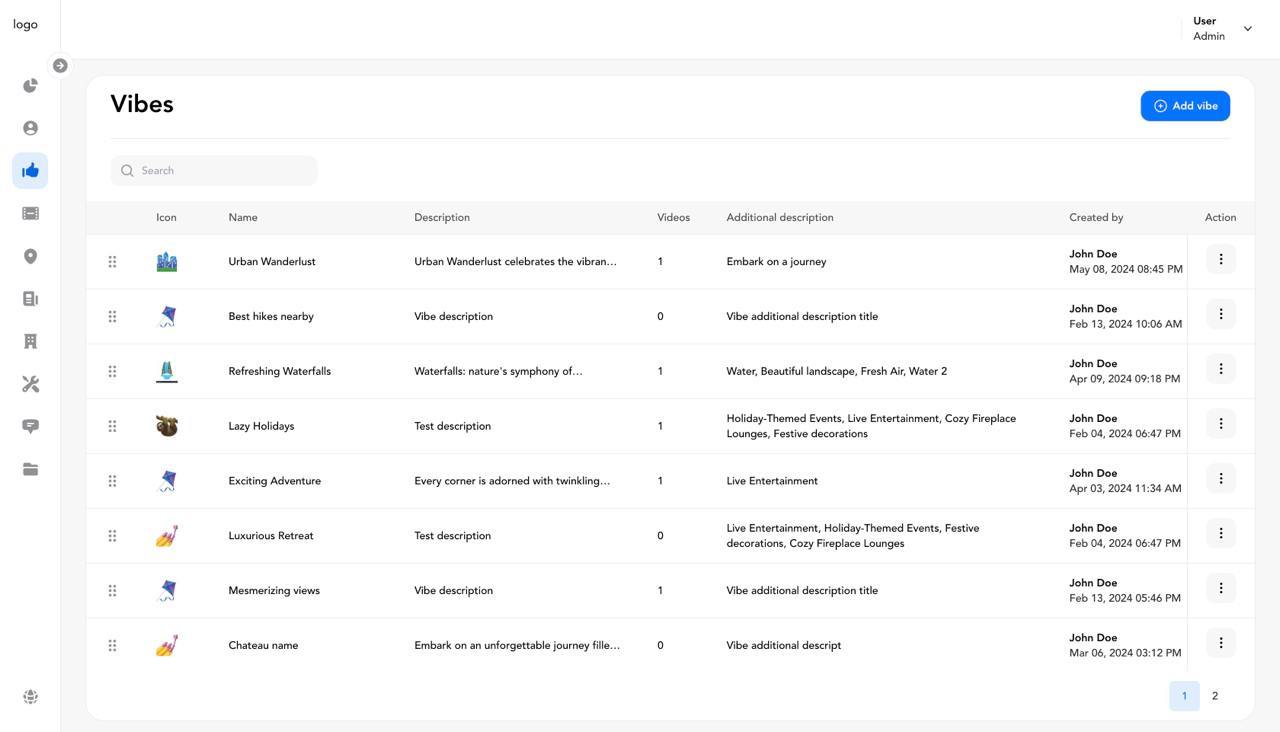 logo
User
Admin
Vibes
Add vibe
Search
Icon Name Description Videos Additional description Created by Action
Urban Wanderlust Urban Wanderlust celebrates the vibran... 1 Embark on a journey John Doe
May 08, 2024 08:45 PM
Best hikes nearby Vibe description 0 Vibe additional description title John Doe
Feb 13, 2024 10:06 AM
Refreshing Waterfalls Waterfalls: nature's symphony of... 1 Water, Beautiful landscape, Fresh Air, Water 2 John Doe
Apr 09, 2024 09:18 PM
Lazy Holidays Test description 1 Holiday-Themed Events, Live Entertainment, Cozy Fireplace John Doe
Lounges, Festive decorations Feb 04, 2024 06:47 PM
Exciting Adventure Every corner is adorned with twinkling... 1 Live Entertainment John Doe
Apr 03, 2024 11:34 AM
Luxurious Retreat Test description 0 Live Entertainment, Holiday-Themed Events, Festive John Doe
decorations, Cozy Fireplace Lounges Feb 04, 2024 06:47 PM
Mesmerizing views Vibe description 1 Vibe additional description title John Doe
Feb 13, 2024 05:46 PM
Chateau name Embark on an unforgettable journey fille... 0 Vibe additional descript John Doe
Mar 06, 2024 03:12 PM
1 2